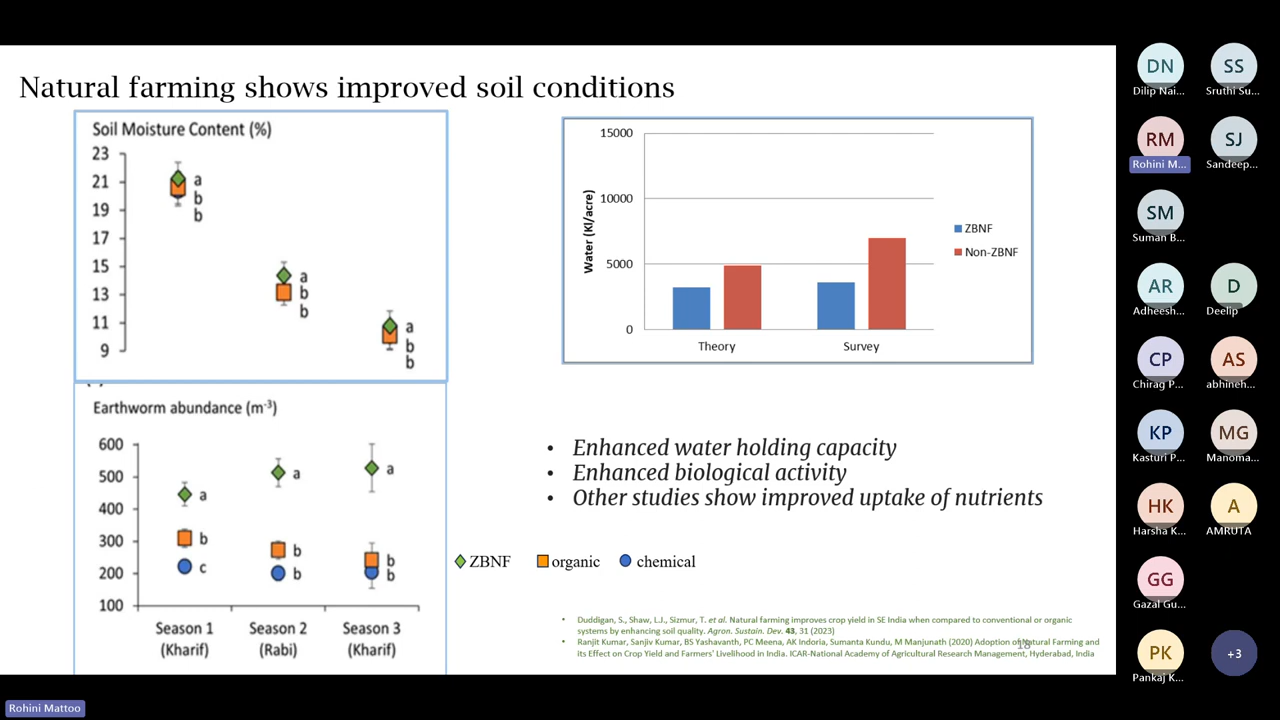 Natural farming shows improved soil conditions
Soil Moisture Content (%)
23
21
19
17
15
13
11
9
a
b
b
a
b
b
a
b
b
Earthworm abundance (m-3)
600
500
400
300
200
100
a
b
c
a
b
b
a
b
b
Season 1
(Kharif)
Season 2
(Rabi)
Season 3
(Kharif)
15000
10000
5000
0
Water (Kl/acre)
Theory
Survey
ZBNF
Non-ZBNF
• Enhanced water holding capacity
• Enhanced biological activity
• Other studies show improved uptake of nutrients
ZBNF organic chemical
• Duddigan, S., Shaw, L.J., Sizmur, T. et al. Natural farming improves crop yield in SE India when compared to conventional or organic
systems by enhancing soil quality. Agron. Sustain. Dev. 43, 31 (2023)
• Ranjit Kumar, Sanjiv Kumar, BS Yashavanth, PC Meena, AK Indoria, Sumanta Kundu, M Manjunath (2020) Adoption of Natural Farming and
its Effect on Crop Yield and Farmers' Livelihood in India. ICAR-National Academy of Agricultural Research Management, Hyderabad, India
18
DN
Dilip Nai...
SS
Sruthi Su...
RM
Rohini M...
SJ
Sandeep...
SM
Suman B...
AR
Adheesh...
D
Deelip
CP
Chirag P...
AS
abhineh...
KP
Kasturi P...
MG
Manoma...
HK
Harsha K...
A
AMRUTA
GG
Gazal Gu...
PK
Pankaj K...
+3
Rohini Mattoo